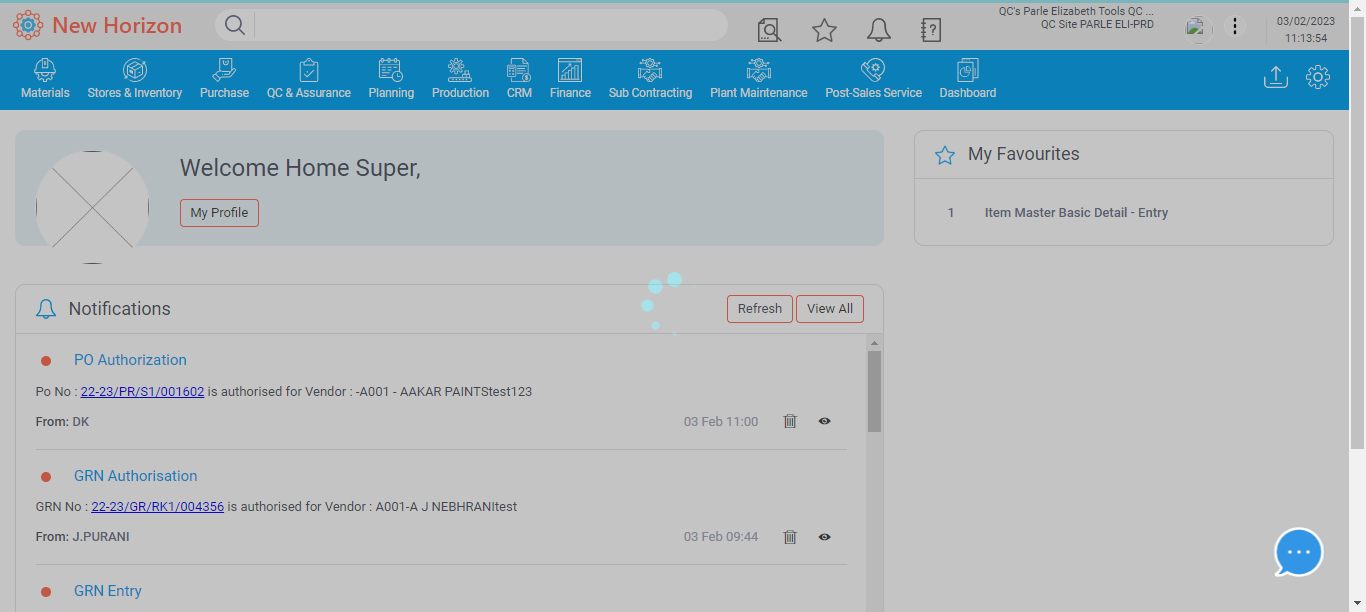 New Horizon
QC's Parle Elizabeth Tools QC ...
QC Site PARLE ELI-PRD
03/02/2023
11:13:54
Materials
Stores & Inventory
Purchase
QC & Assurance
Planning
Production
CRM
Finance
Sub Contracting
Plant Maintenance
Post-Sales Service
Dashboard
Welcome Home Super,
My Profile
My Favourites
1 Item Master Basic Detail - Entry
Notifications
Refresh
View All
PO Authorization
Po No : 22-23/PR/S1/001602 is authorised for Vendor : -A001 - AAKAR PAINTStest123
From: DK
03 Feb 11:00
GRN Authorisation
GRN No : 22-23/GR/RK1/004356 is authorised for Vendor : A001-A J NEBHRANItest
From: J.PURANI
03 Feb 09:44
GRN Entry